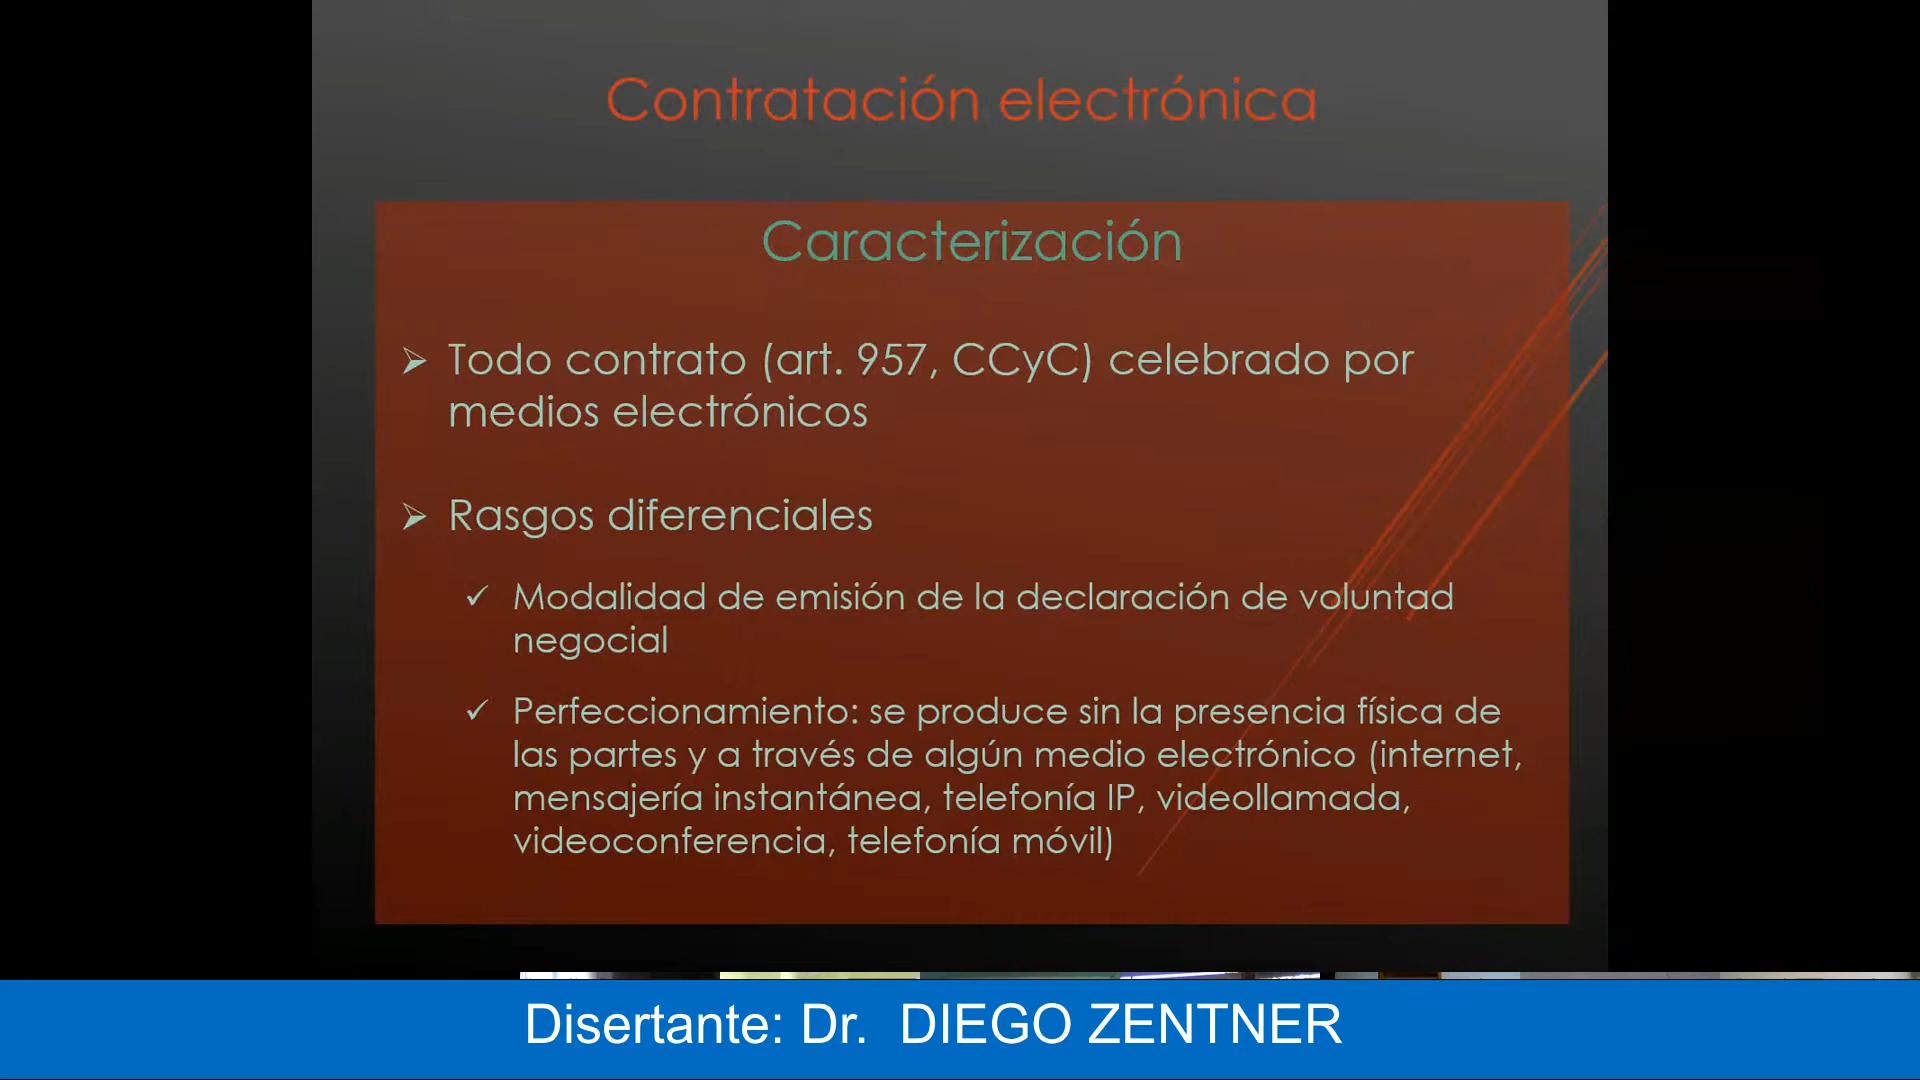 Contratación electrónica
Caracterización
➢ Todo contrato (art. 957, CCyC) celebrado por
medios electrónicos
➢ Rasgos diferenciales
✓ Modalidad de emisión de la declaración de voluntad
negocial
✓ Perfeccionamiento: se produce sin la presencia física de
las partes y a través de algún medio electrónico (internet,
mensajería instantánea, telefonía IP, videollamada,
videoconferencia, telefonía móvil)
Disertante: Dr. DIEGO ZENTNER